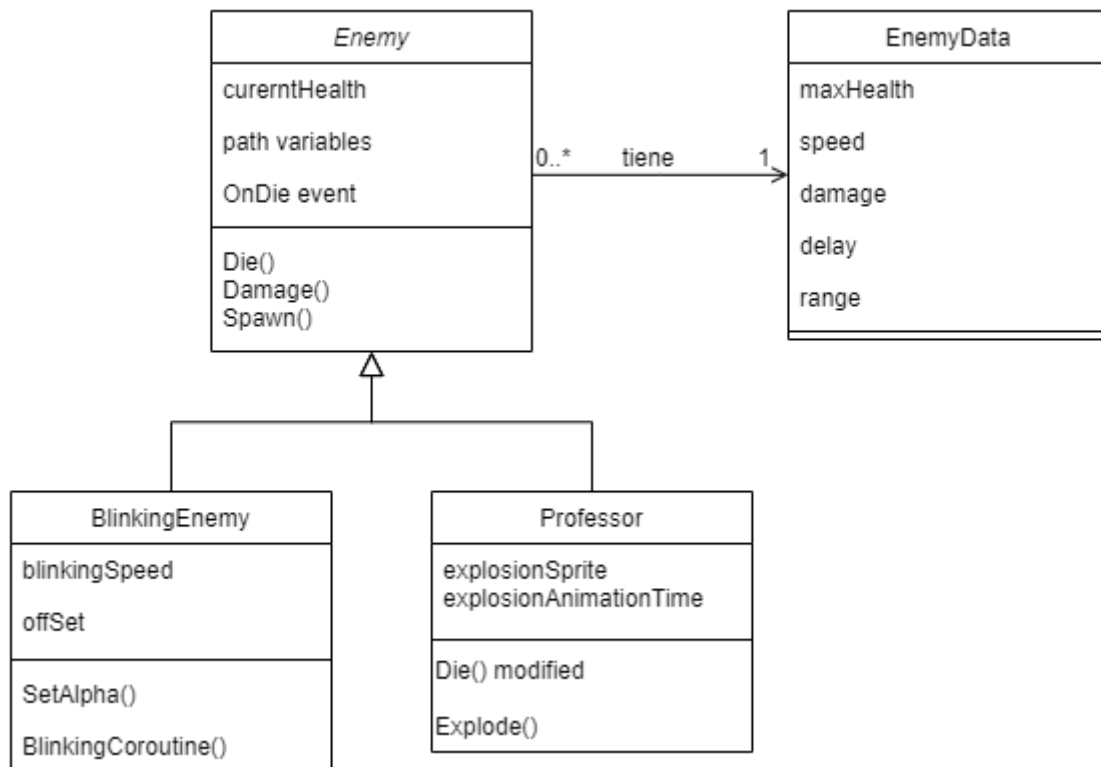 Enemy
curerntHealth
path variables
OnDie event
Die()
Damage()
Spawn()
0..* tiene 1
EnemyData
maxHealth
speed
damage
delay
range
BlinkingEnemy
blinkingSpeed
offSet
SetAlpha()
BlinkingCoroutine()
Professor
explosionSprite
explosionAnimationTime
Die() modified
Explode()